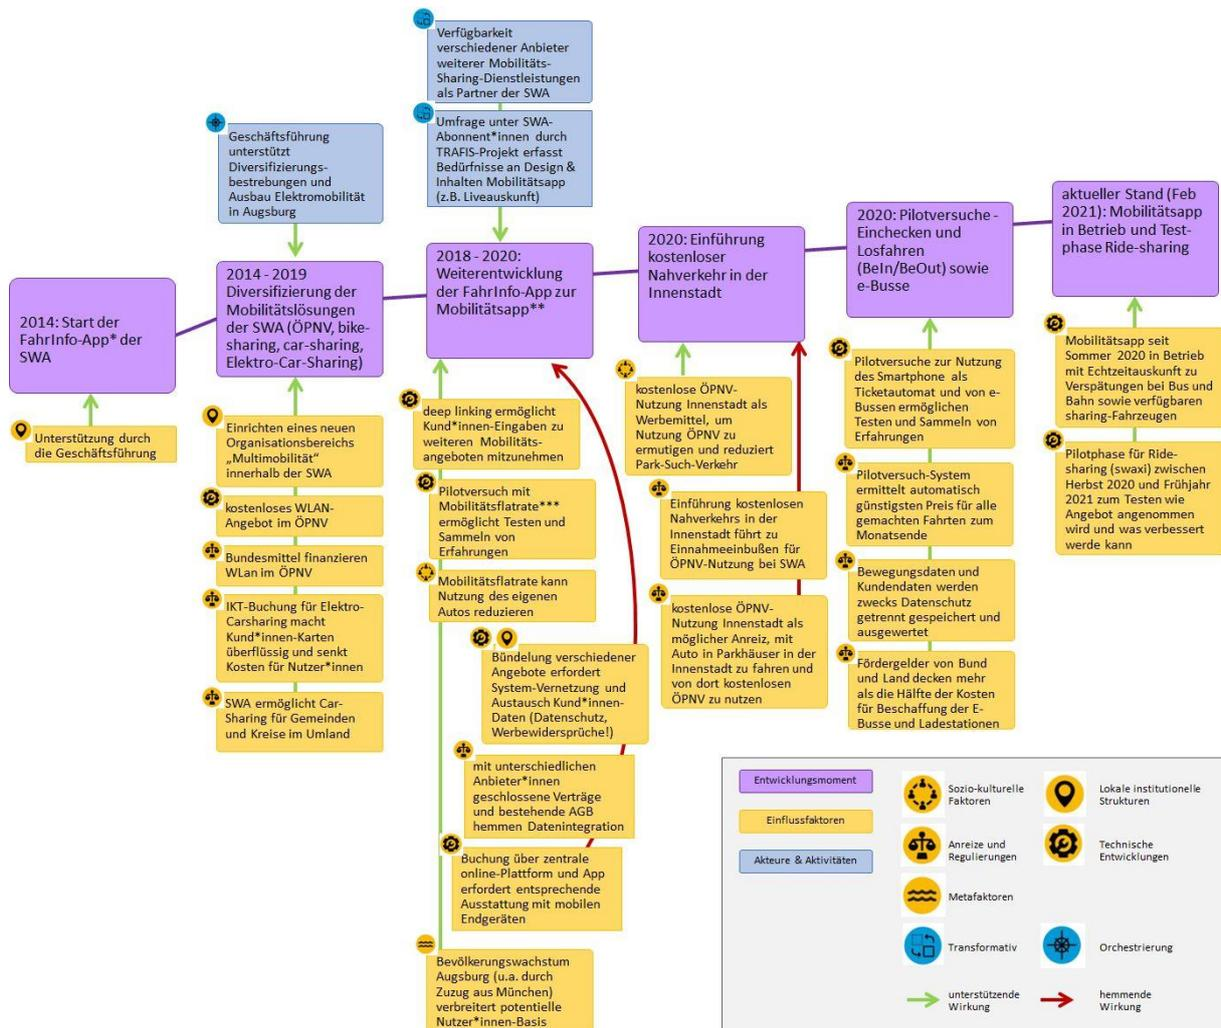 Verfügbarkeit
verschiedener Anbieter
weiterer Mobilitäts-
Sharing-Dienstleistungen
als Partner der SWA
Umfrage unter SWA-
Abonnent*innen durch
TRAFIS-Projekt erfasst
Bedürfnisse an Design &
Inhalten Mobilitätsapp
(z.B. Liveauskunft)
Geschäftsführung
unterstützt
Diversifizierungs-
bestrebungen und
Ausbau Elektromobilität
in Augsburg
2014: Start der
FahrInfo-App* der
SWA
2014 - 2019
Diversifizierung der
Mobilitätslösungen
der SWA (ÖPNV, bike-
sharing, car-sharing,
Elektro-Car-Sharing)
2018 - 2020:
Weiterentwicklung
der FahrInfo-App zur
Mobilitätsapp**
2020: Einführung
kostenloser
Nahverkehr in der
Innenstadt
2020: Pilotversuche -
Einchecken und
Losfahren
(BeIn/BeOut) sowie
e-Busse
aktueller Stand (Feb
2021): Mobilitätsapp
in Betrieb und Test-
phase Ride-sharing
Unterstützung durch
die Geschäftsführung
Einrichten eines neuen
Organisationsbereichs
„Multimobilität“
innerhalb der SWA
kostenloses WLAN-
Angebot im ÖPNV
Bundesmittel finanzieren
WLan im ÖPNV
IKT-Buchung für Elektro-
Carsharing macht
Kund*innen-Karten
überflüssig und senkt
Kosten für Nutzer*innen
SWA ermöglicht Car-
Sharing für Gemeinden
und Kreise im Umland
deep linking ermöglicht
Kund*innen-Eingaben zu
weiteren Mobilitäts-
angeboten mitzunehmen
Pilotversuch mit
Mobilitätsflatrate***
ermöglicht Testen und
Sammeln von
Erfahrungen
Mobilitätsflatrate kann
Nutzung des eigenen
Autos reduzieren
Bündelung verschiedener
Angebote erfordert
System-Vernetzung und
Austausch Kund*innen-
Daten (Datenschutz,
Werbewidersprüche!)
mit unterschiedlichen
Anbieter*innen
geschlossene Verträge
und bestehende AGB
hemmen Datenintegration
Buchung über zentrale
online-Plattform und App
erfordert entsprechende
Ausstattung mit mobilen
Endgeräten
Bevölkerungswachstum
Augsburg (u.a. durch
Zuzug aus München)
verbreitert potentielle
Nutzer*innen-Basis
kostenlose ÖPNV-
Nutzung Innenstadt als
Werbemittel, um
Nutzung ÖPNV zu
ermutigen und reduziert
Park-Such-Verkehr
Einführung kostenlosen
Nahverkehrs in der
Innenstadt führt zu
Einnahmeeinbußen für
ÖPNV-Nutzung bei SWA
kostenlose ÖPNV-
Nutzung Innenstadt als
möglicher Anreiz, mit
Auto in Parkhäuser in der
Innenstadt zu fahren und
von dort kostenlosen
ÖPNV zu nutzen
Pilotversuche zur Nutzung
des Smartphone als
Ticketautomat und von e-
Bussen ermöglichen
Testen und Sammeln von
Erfahrungen
Pilotversuch-System
ermittelt automatisch
günstigsten Preis für alle
gemachten Fahrten zum
Monatsende
Bewegungsdaten und
Kundendaten werden
zwecks Datenschutz
getrennt gespeichert und
ausgewertet
Fördergelder von Bund
und Land decken mehr
als die Hälfte der Kosten
für Beschaffung der E-
Busse und Ladestationen
Mobilitätsapp seit
Sommer 2020 in Betrieb
mit Echtzeitauskunft zu
Verspätungen bei Bus und
Bahn sowie verfügbaren
sharing-Fahrzeugen
Pilotphase für Ride-
sharing (swaxi) zwischen
Herbst 2020 und Frühjahr
2021 zum Testen wie
Angebot angenommen
wird und was verbessert
werde kann
Entwicklungsmoment
Einflussfaktoren
Akteure & Aktivitäten
Sozio-kulturelle
Faktoren
Lokale institutionelle
Strukturen
Anreize und
Regulierungen
Technische
Entwicklungen
Metafaktoren
Transformativ
Orchestrierung
unterstützende
Wirkung
hemmende
Wirkung